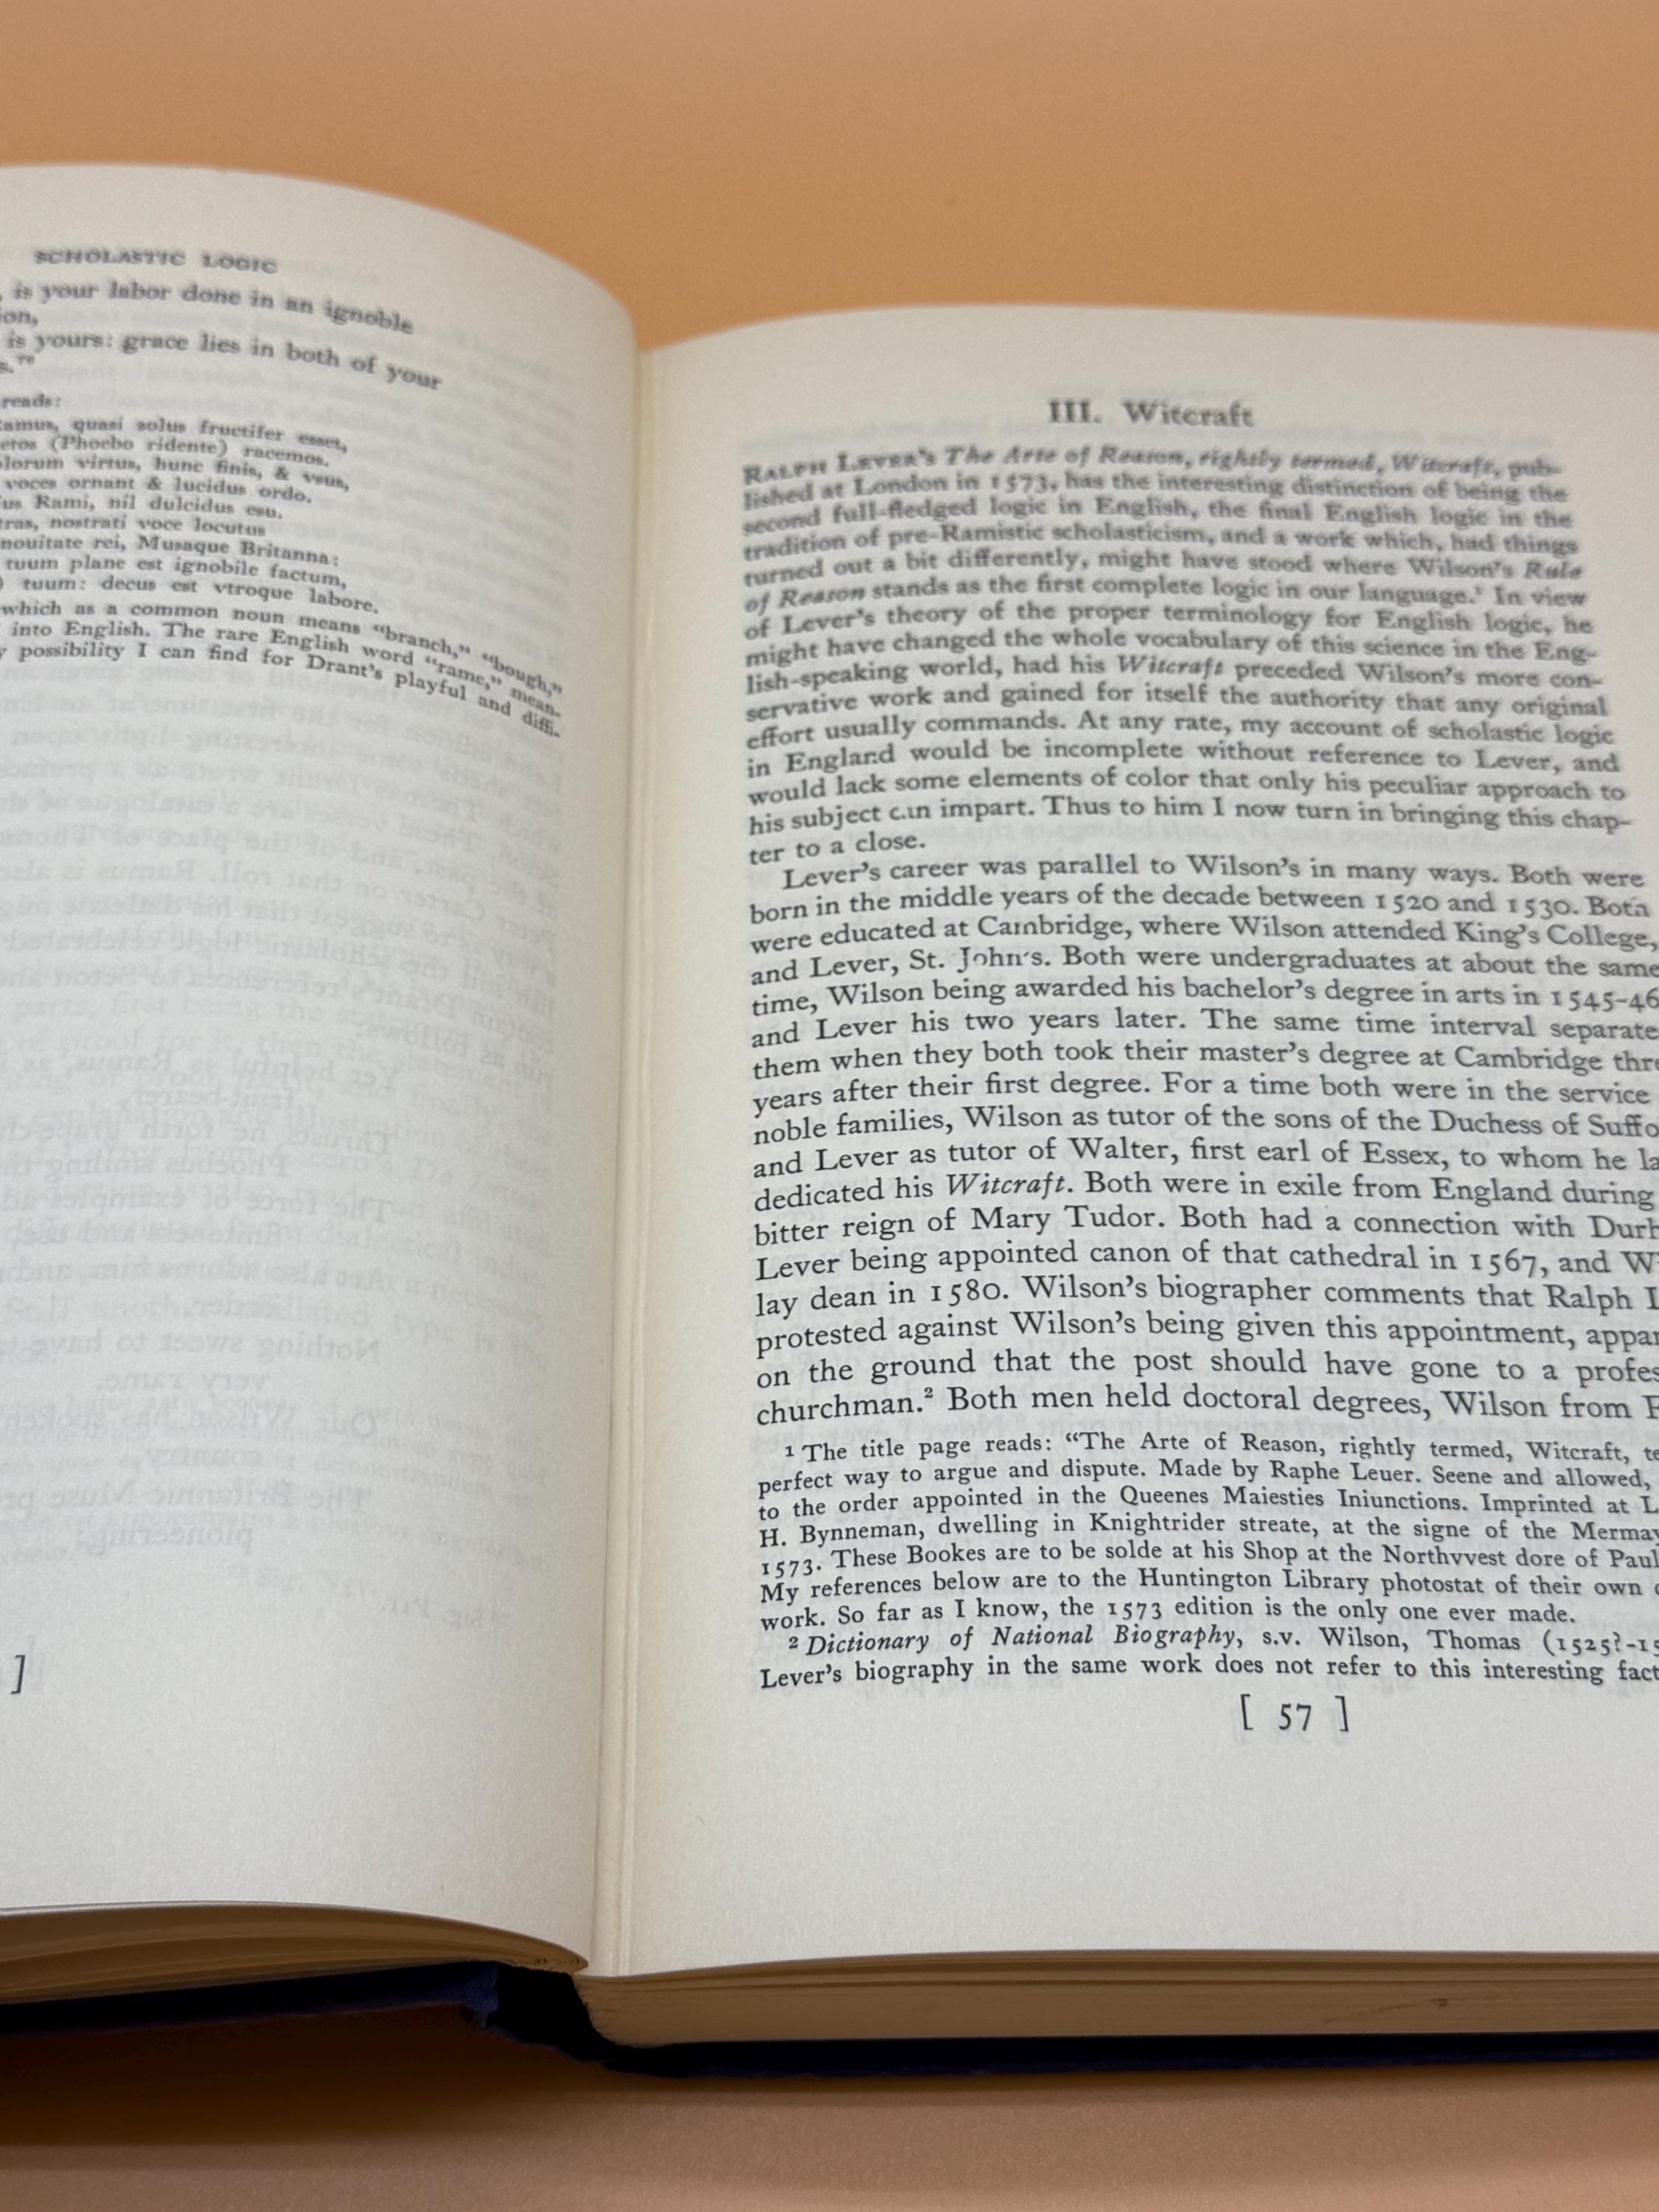 SCHOLASTIC LOGIC
is your labor done in an ignoble
on,
is yours: grace lies in both of your
reads:
amus, quasi solus fructifer esset,
etos (Phoebo ridente) racemos.
lorum virtus, hunc finis, & vsus,
voces ornant & lucidus ordo.
ius Rami, nil dulcidus esu.
tras, nostrati voce locutus
nouitate rei, Musaque Britanna:
tuum plane est ignobile factum,
) tuum: decus est vtroque labore.
which as a common noun means “branch,” “bough,”
into English. The rare English word “rame,” mean-
y possibility I can find for Drant’s playful and diffi-
]
III. Witcraft
RALPH LEVER’S The Arte of Reason, rightly termed, Witcraft, pub-
lished at London in 1573, has the interesting distinction of being the
second full-fledged logic in English, the final English logic in the
tradition of pre-Ramistic scholasticism, and a work which, had things
turned out a bit differently, might have stood where Wilson’s Rule
of Reason stands as the first complete logic in our language.¹ In view
of Lever’s theory of the proper terminology for English logic, he
might have changed the whole vocabulary of this science in the Eng-
lish-speaking world, had his Witcraft preceded Wilson’s more con-
servative work and gained for itself the authority that any original
effort usually commands. At any rate, my account of scholastic logic
in England would be incomplete without reference to Lever, and
would lack some elements of color that only his peculiar approach to
his subject can impart. Thus to him I now turn in bringing this chap-
ter to a close.
Lever’s career was parallel to Wilson’s in many ways. Both were
born in the middle years of the decade between 1520 and 1530. Both
were educated at Cambridge, where Wilson attended King’s College,
and Lever, St. John’s. Both were undergraduates at about the same
time, Wilson being awarded his bachelor’s degree in arts in 1545-46
and Lever his two years later. The same time interval separate
them when they both took their master’s degree at Cambridge thre
years after their first degree. For a time both were in the service
noble families, Wilson as tutor of the sons of the Duchess of Suffo
and Lever as tutor of Walter, first earl of Essex, to whom he la
dedicated his Witcraft. Both were in exile from England during
bitter reign of Mary Tudor. Both had a connection with Durh
Lever being appointed canon of that cathedral in 1567, and W
lay dean in 1580. Wilson’s biographer comments that Ralph L
protested against Wilson’s being given this appointment, appar
on the ground that the post should have gone to a profes
churchman.² Both men held doctoral degrees, Wilson from F
¹ The title page reads: “The Arte of Reason, rightly termed, Witcraft, te
perfect way to argue and dispute. Made by Raphe Leuer. Seene and allowed,
to the order appointed in the Queenes Maiesties Iniunctions. Imprinted at L
H. Bynneman, dwelling in Knightrider streate, at the signe of the Mermay
1573. These Bookes are to be solde at his Shop at the Northvvest dore of Paul
My references below are to the Huntington Library photostat of their own
work. So far as I know, the 1573 edition is the only one ever made.
² Dictionary of National Biography, s.v. Wilson, Thomas (1525?-15
Lever’s biography in the same work does not refer to this interesting fact
[ 57 ]